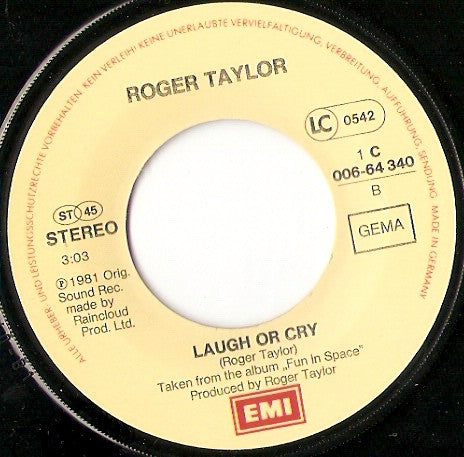 ALLE URHEBER- UND LEISTUNGSSCHUTZRECHTE VORBEHALTEN. KEIN VERLEIH! KEINE UNERLAUBTE VERVIELFÄLTIGUNG, VERBREITUNG, AUFFÜHRUNG, SENDUNG. MADE IN GERMANY
ROGER TAYLOR
LC 0542
1 C
006-64 340
B
GEMA
ST 45
STEREO
3:03
℗ 1981 Orig.
Sound Rec.
made by
Raincloud
Prod. Ltd.
LAUGH OR CRY
(Roger Taylor)
Taken from the album „Fun In Space"
Produced by Roger Taylor
EMI